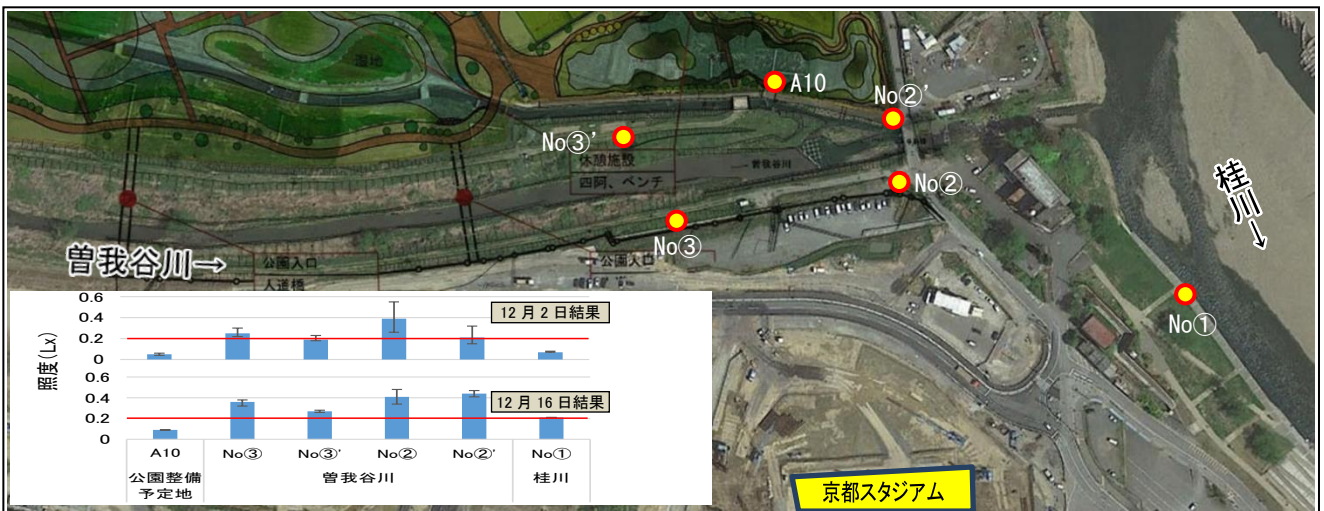 湿地
A10
No②'
No③'
休憩施設
四阿、ベンチ
曽我谷川
No②
桂川→
No③
曽我谷川→
公園入口
公園入口
人道橋
No①
照度(Lx)
0.6
0.4
0.2
0
12月2日結果
0.6
0.4
0.2
0
12月16日結果
A10
No③
No③'
No②
No②'
No①
公園整備
予定地
曽我谷川
桂川
京都スタジアム